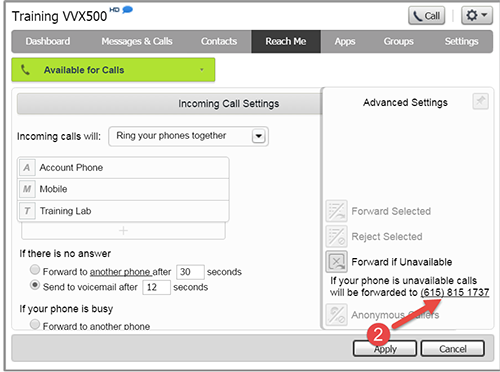 Training VVX500 HD
Call
Dashboard Messages & Calls Contacts Reach Me Apps Groups Settings
Available for Calls
Incoming Call Settings
Incoming calls will: Ring your phones together
A Account Phone
M Mobile
T Training Lab
+
If there is no answer
Forward to another phone after 30 seconds
Send to voicemail after 12 seconds
If your phone is busy
Forward to another phone
Advanced Settings
Forward Selected
Reject Selected
Forward if Unavailable
If your phone is unavailable calls
will be forwarded to (615) 815 1737
Anonymous Callers
2
Apply Cancel